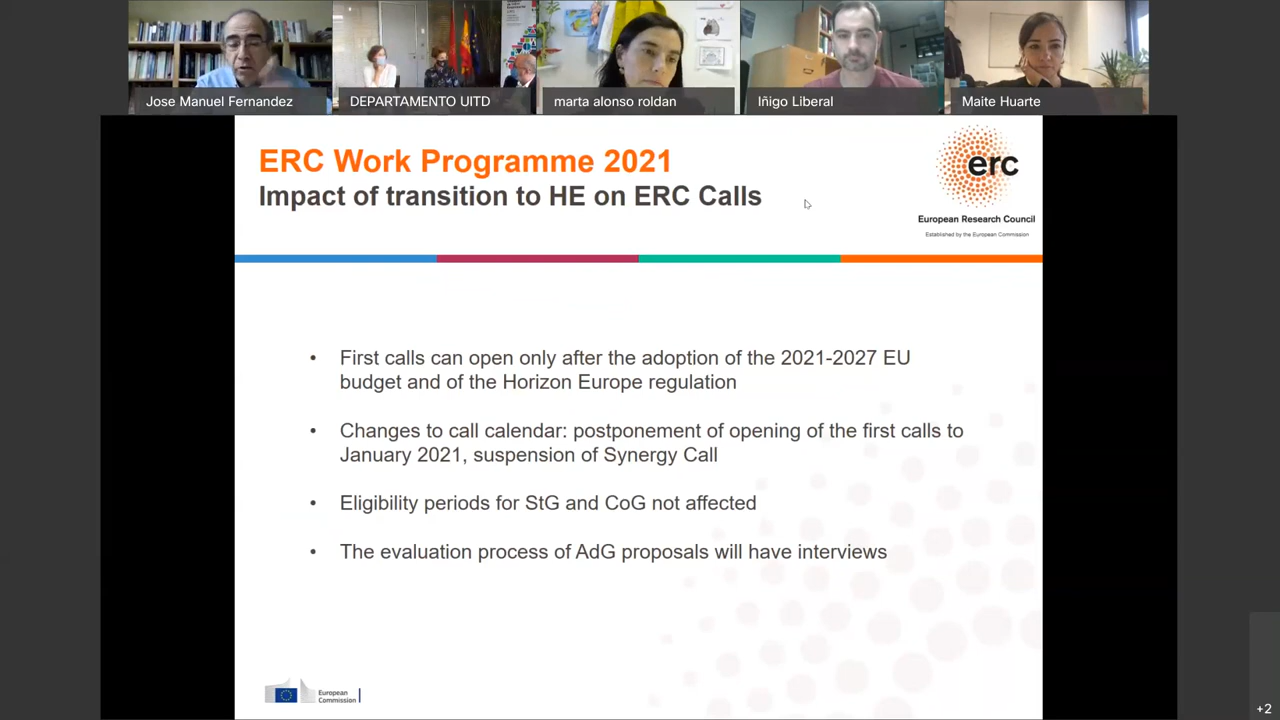 Jose Manuel Fernandez
DEPARTAMENTO UITD
marta alonso roldan
Iñigo Liberal
Maite Huarte
ERC Work Programme 2021
Impact of transition to HE on ERC Calls
erc
European Research Council
Established by the European Commission
• First calls can open only after the adoption of the 2021-2027 EU
budget and of the Horizon Europe regulation
• Changes to call calendar: postponement of opening of the first calls to
January 2021, suspension of Synergy Call
• Eligibility periods for StG and CoG not affected
• The evaluation process of AdG proposals will have interviews
European
Commission
+2